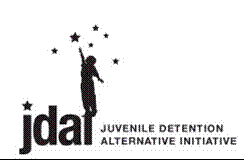 jdai JUVENILE DETENTION
ALTERNATIVE INITIATIVE